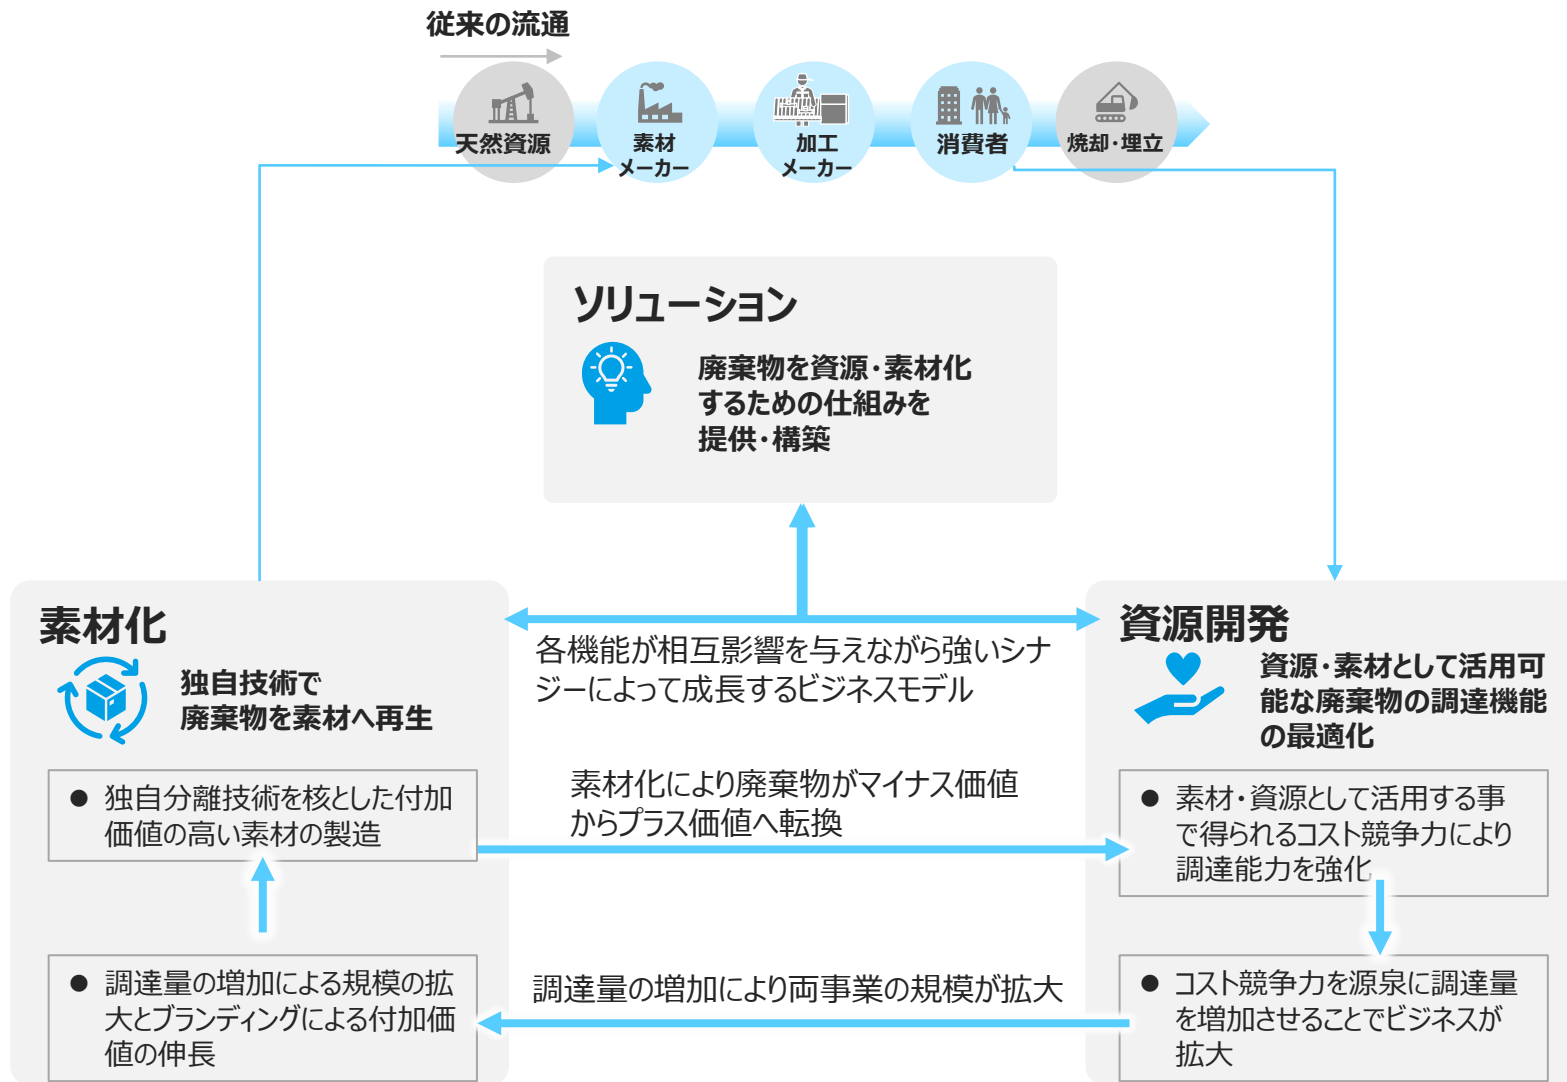 従来の流通
天然資源
素材
メーカー
加工
メーカー
消費者
焼却・埋立
ソリューション
廃棄物を資源・素材化
するための仕組みを
提供・構築
素材化
独自技術で
廃棄物を素材へ再生
各機能が相互影響を与えながら強いシナ
ジーによって成長するビジネスモデル
資源開発
資源・素材として活用可
能な廃棄物の調達機能
の最適化
● 独自分離技術を核とした付加
価値の高い素材の製造
素材化により廃棄物がマイナス価値
からプラス価値へ転換
● 素材・資源として活用する事
で得られるコスト競争力により
調達能力を強化
● 調達量の増加による規模の拡
大とブランディングによる付加価
値の伸長
調達量の増加により両事業の規模が拡大
● コスト競争力を源泉に調達量
を増加させることでビジネスが
拡大